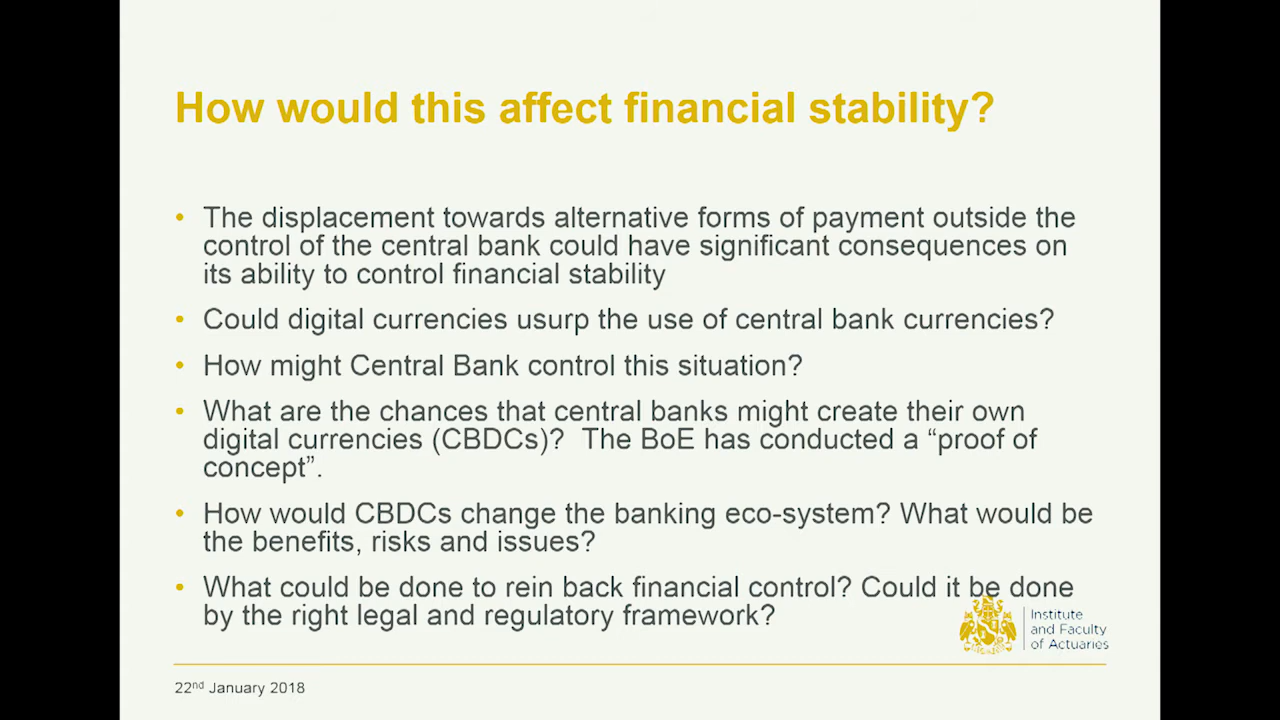 How would this affect financial stability?
• The displacement towards alternative forms of payment outside the
control of the central bank could have significant consequences on
its ability to control financial stability
• Could digital currencies usurp the use of central bank currencies?
• How might Central Bank control this situation?
• What are the chances that central banks might create their own
digital currencies (CBDCs)?  The BoE has conducted a “proof of
concept”.
• How would CBDCs change the banking eco-system? What would be
the benefits, risks and issues?
• What could be done to rein back financial control? Could it be done
by the right legal and regulatory framework?
Institute
and Faculty
of Actuaries
22nd January 2018